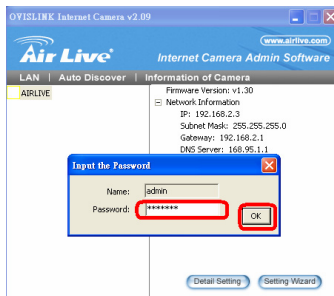 OVISLINK Internet Camera v2.09
Air Live®
www.airlive.com
Internet Camera Admin Software
LAN | Auto Discover | Information of Camera
AIRLIVE
Firmware Version: v1.30
Network Information
IP: 192.168.2.3
Subnet Mask: 255.255.255.0
Gateway: 192.168.2.1
DNS Server: 168.95.1.1
Input the Password
Name: admin
Password: *******
OK
Detail Setting
Setting Wizard